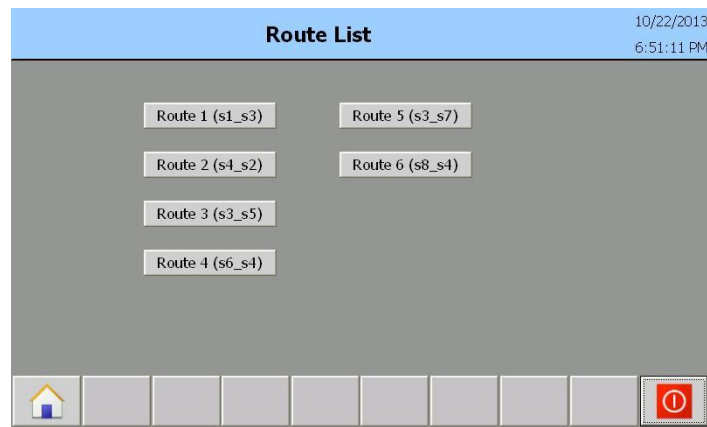 Route List
10/22/2013
6:51:11 PM
Route 1 (s1_s3)
Route 5 (s3_s7)
Route 2 (s4_s2)
Route 6 (s8_s4)
Route 3 (s3_s5)
Route 4 (s6_s4)